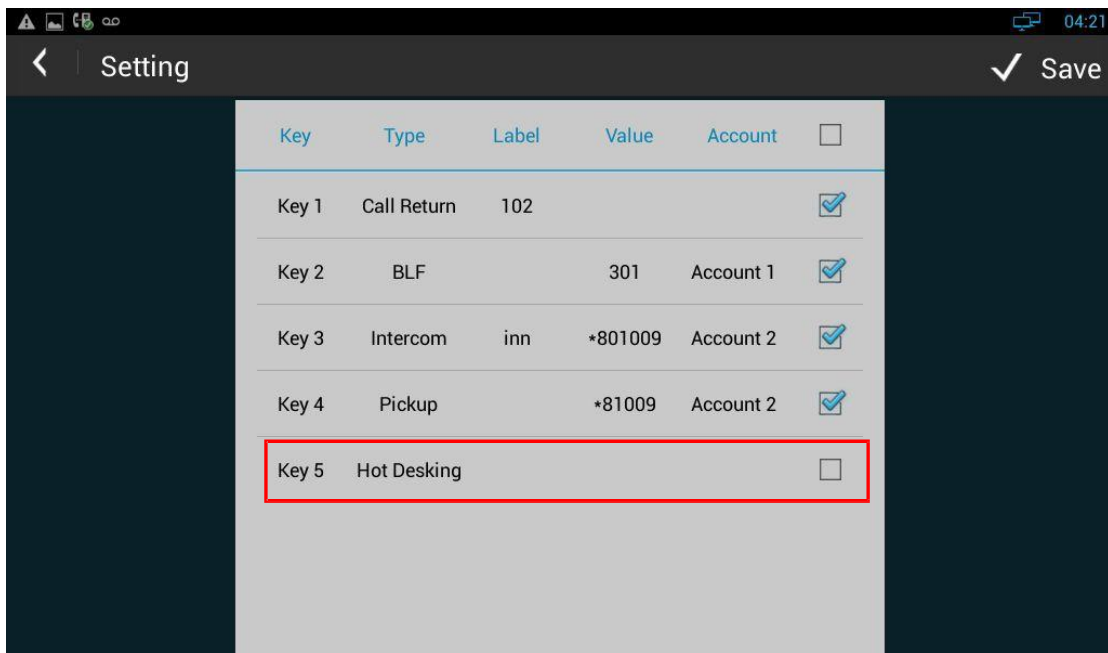 04:21
Setting Save
Key Type Label Value Account
Key 1 Call Return 102
Key 2 BLF 301 Account 1
Key 3 Intercom inn *801009 Account 2
Key 4 Pickup *81009 Account 2
Key 5 Hot Desking